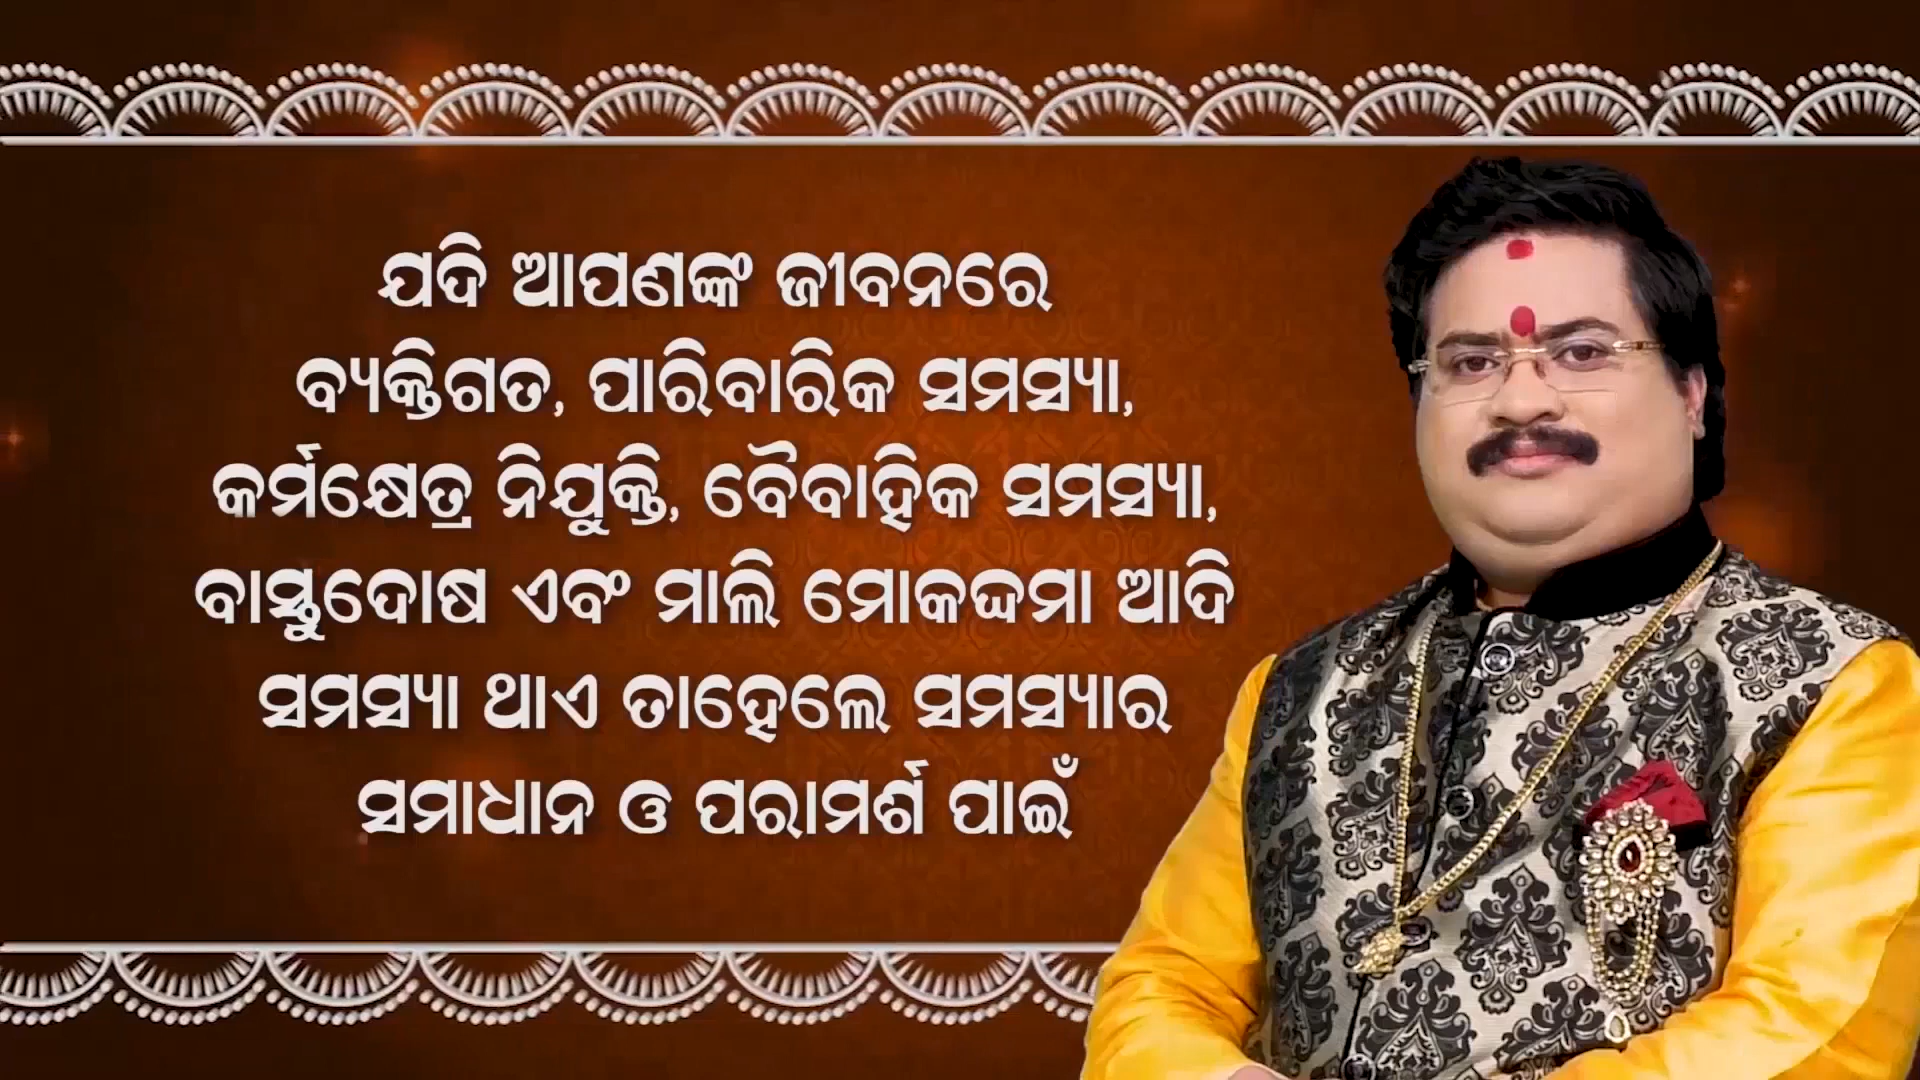 ଯଦି ଆପଣଙ୍କ ଜୀବନରେ
ବ୍ୟକ୍ତିଗତ, ପାରିବାରିକ ସମସ୍ୟା,
କର୍ମକ୍ଷେତ୍ର ନିଯୁକ୍ତି, ବୈବାହିକ ସମସ୍ୟା,
ବାସ୍ତୁଦୋଷ ଏବଂ ମାଲି ମୋକଦ୍ଦମା ଆଦି
ସମସ୍ୟା ଥାଏ ତାହେଲେ ସମସ୍ୟାର
ସମାଧାନ ଓ ପରାମର୍ଶ ପାଇଁ